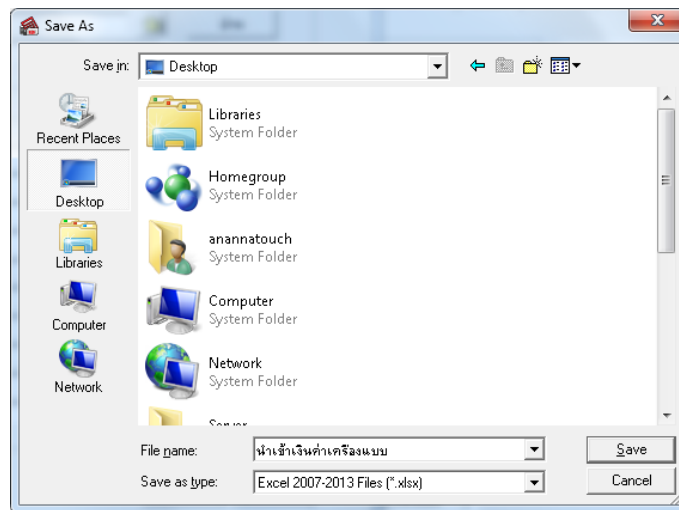 Save As
Save in:
Desktop
Recent Places
Desktop
Libraries
Computer
Network
Libraries
System Folder
Homegroup
System Folder
anannatouch
System Folder
Computer
System Folder
Network
System Folder
Server
File name:
นำเข้าเงินค่าเครื่องแบบ
Save
Save as type:
Excel 2007-2013 Files (*.xlsx)
Cancel